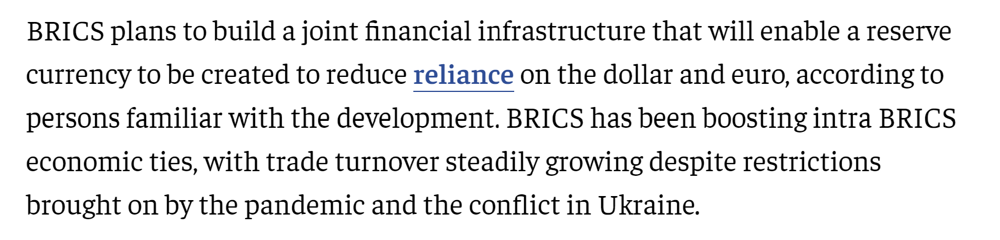 BRICS plans to build a joint financial infrastructure that will enable a reserve
currency to be created to reduce reliance on the dollar and euro, according to
persons familiar with the development. BRICS has been boosting intra BRICS
economic ties, with trade turnover steadily growing despite restrictions
brought on by the pandemic and the conflict in Ukraine.